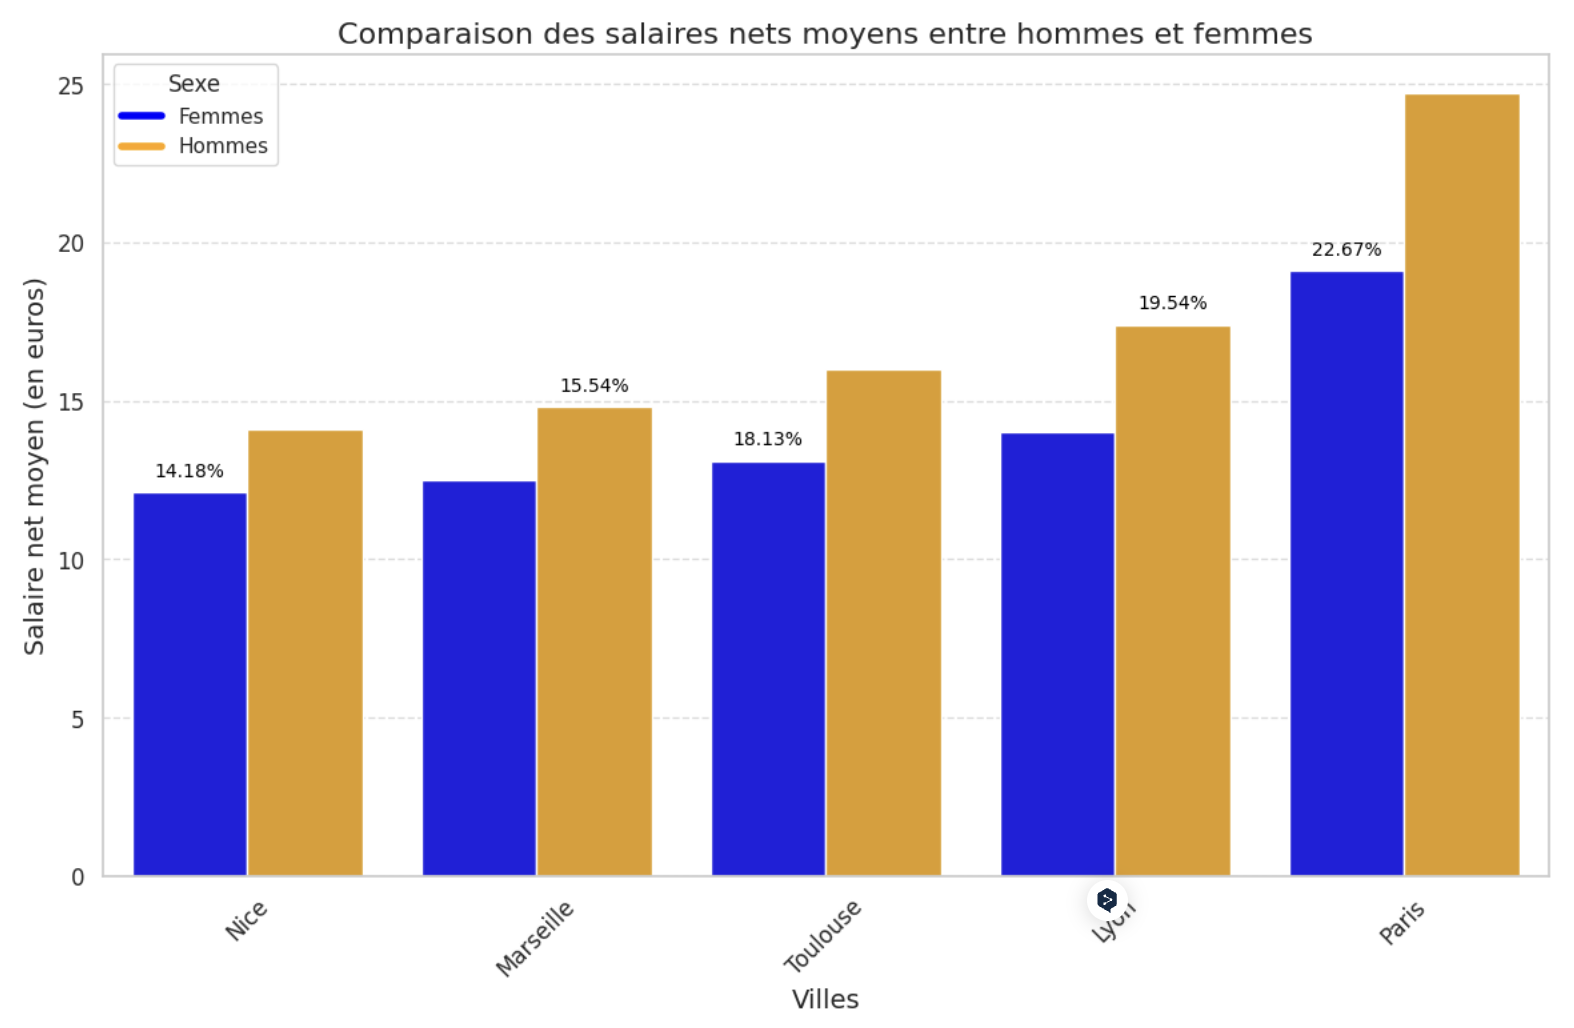 Comparaison des salaires nets moyens entre hommes et femmes
Sexe
Femmes
Hommes
Salaire net moyen (en euros)
25
20
15
10
5
0
14.18%
15.54%
18.13%
19.54%
22.67%
Nice
Marseille
Toulouse
Lyon
Paris
Villes